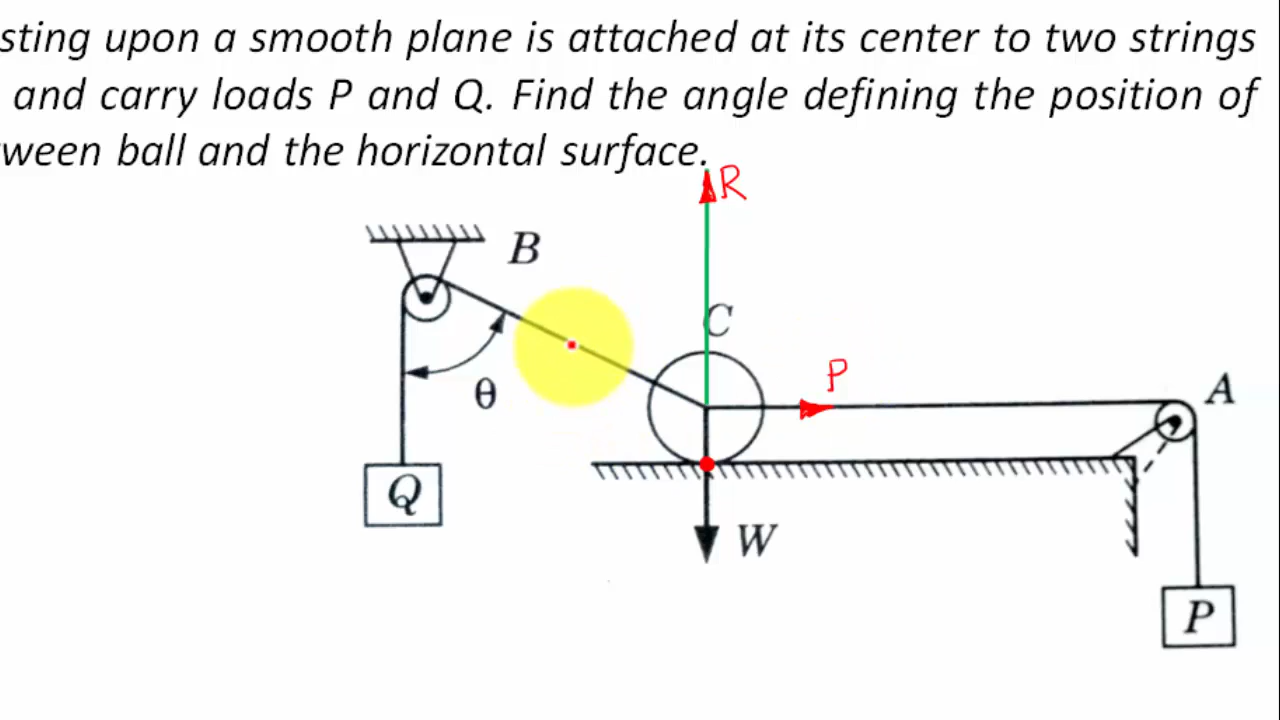 sting upon a smooth plane is attached at its center to two strings
and carry loads P and Q. Find the angle defining the position of
ween ball and the horizontal surface.
R
B
C
P
A
θ
Q
W
P